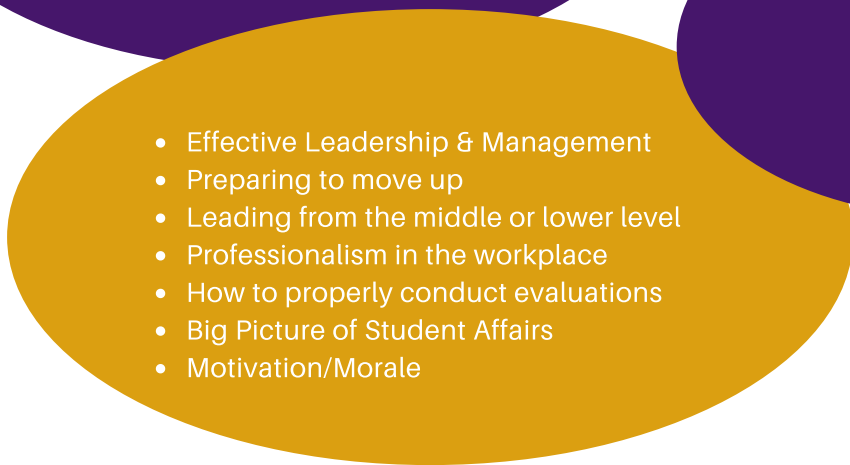 • Effective Leadership & Management
• Preparing to move up
• Leading from the middle or lower level
• Professionalism in the workplace
• How to properly conduct evaluations
• Big Picture of Student Affairs
• Motivation/Morale